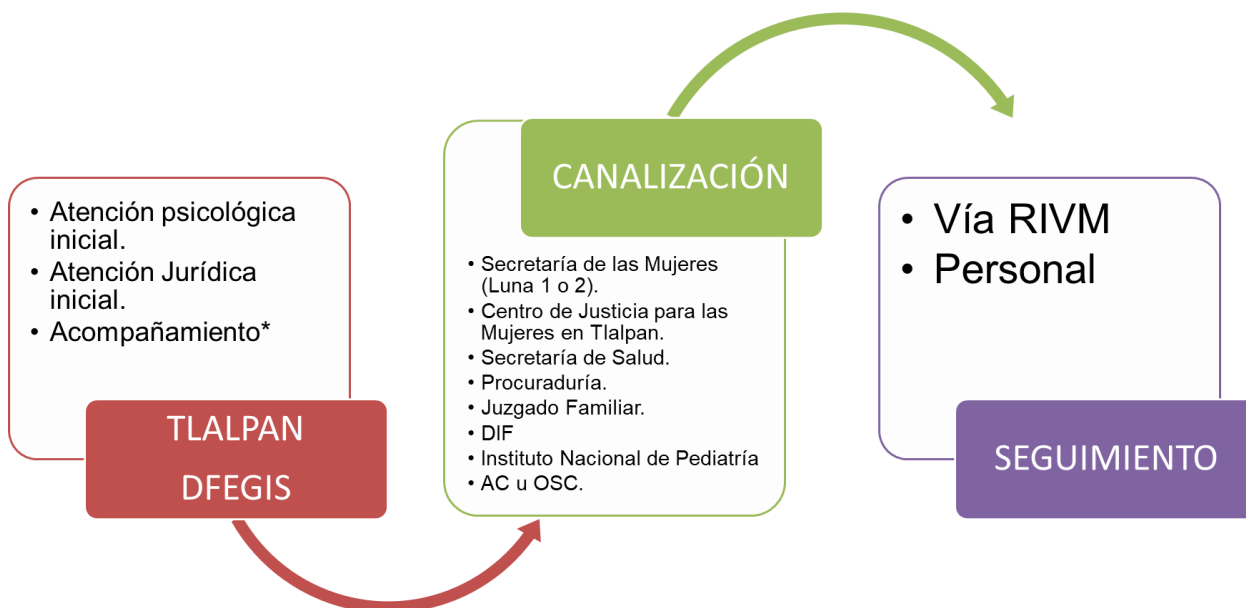 • Atención psicológica
inicial.
• Atención Jurídica
inicial.
• Acompañamiento*
TLALPAN
DFEGIS
CANALIZACIÓN
• Secretaría de las Mujeres
(Luna 1 o 2).
• Centro de Justicia para las
Mujeres en Tlalpan.
• Secretaría de Salud.
• Procuraduría.
• Juzgado Familiar.
• DIF
• Instituto Nacional de Pediatría
• AC u OSC.
• Vía RIVM
• Personal
SEGUIMIENTO